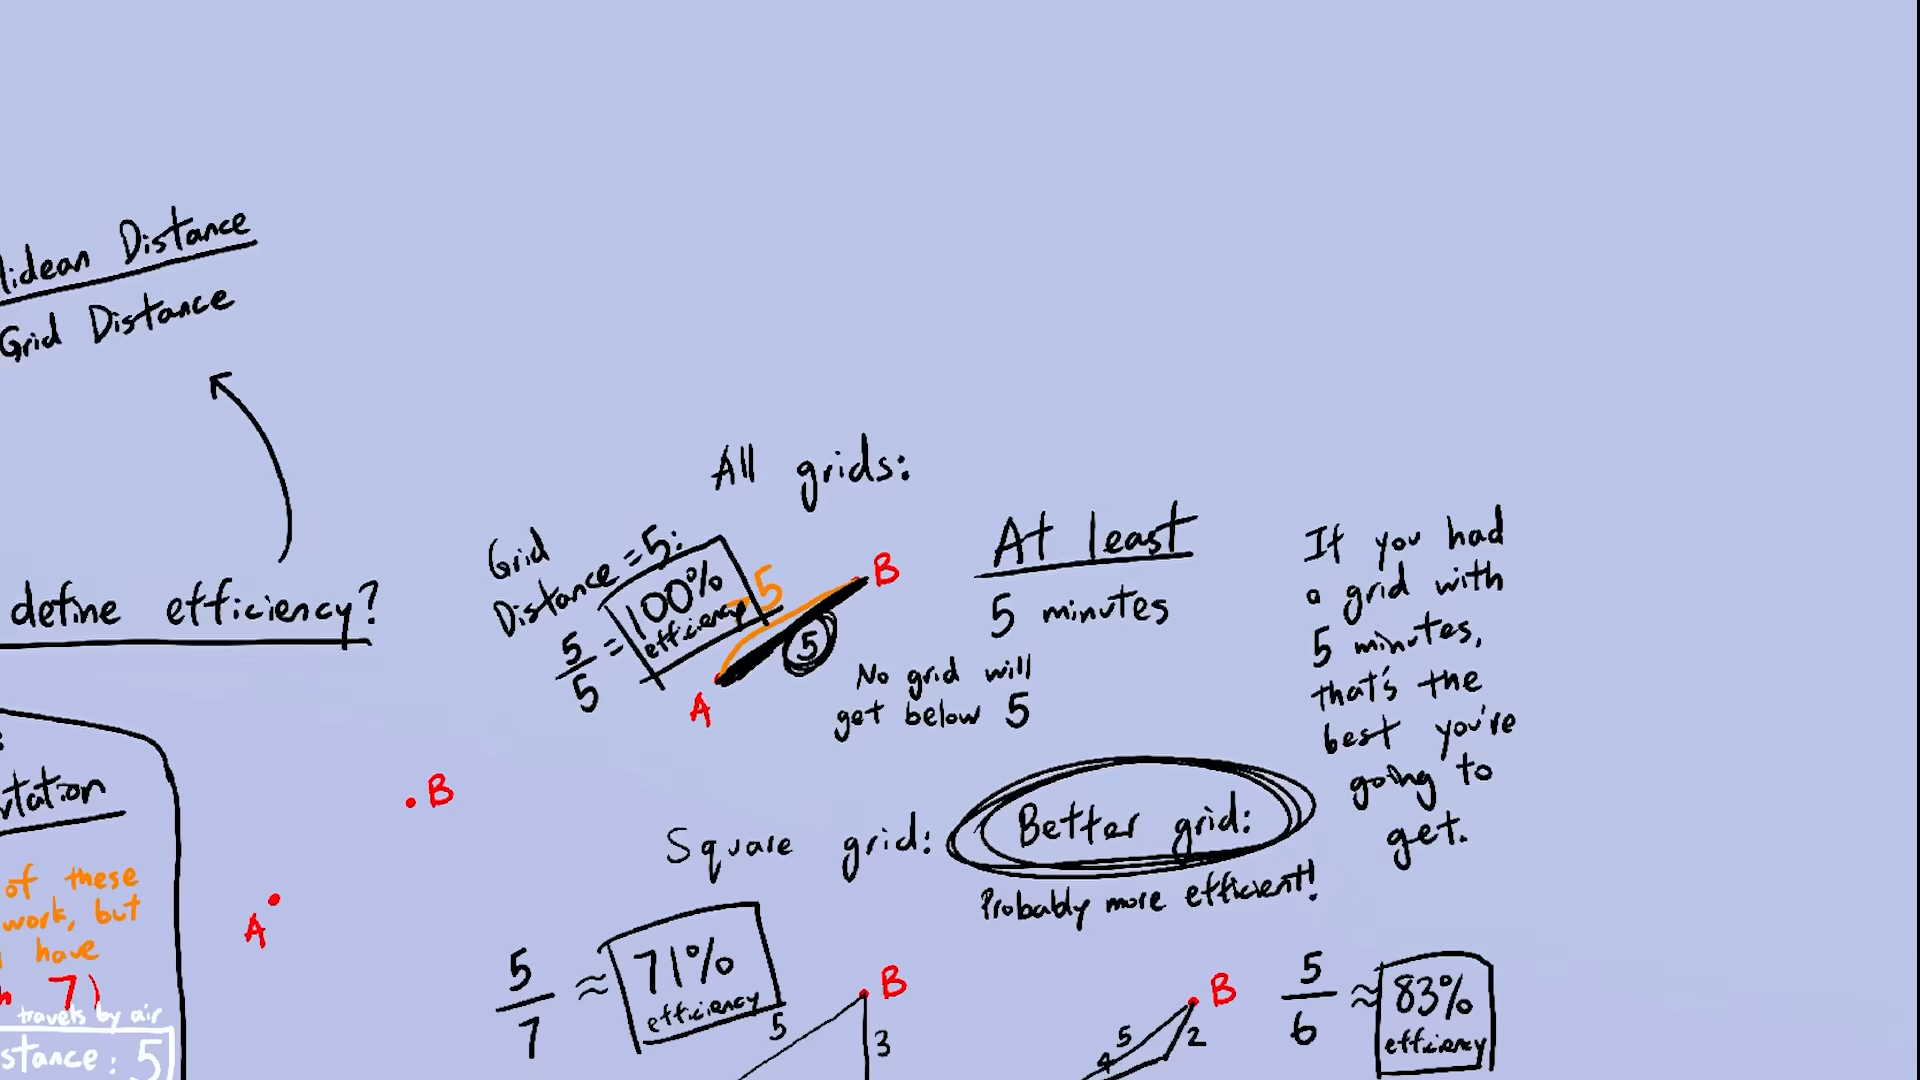 lidean Distance
Grid Distance
define efficiency?
All grids:
Grid
Distance = 5:
5/5 = 100%
efficiency
5
5
A
B
At least
5 minutes
No grid will
get below 5
If you had
a grid with
5 minutes,
that's the
best you're
going to
get.
tation
of these
work, but
have
7)
travels by air
stance: 5
B
A
Square grid:
Better grid:
Probably more efficient!
5/7 ≈ 71%
efficiency
5
3
B
5
4
2
B
5/6 ≈ 83%
efficiency